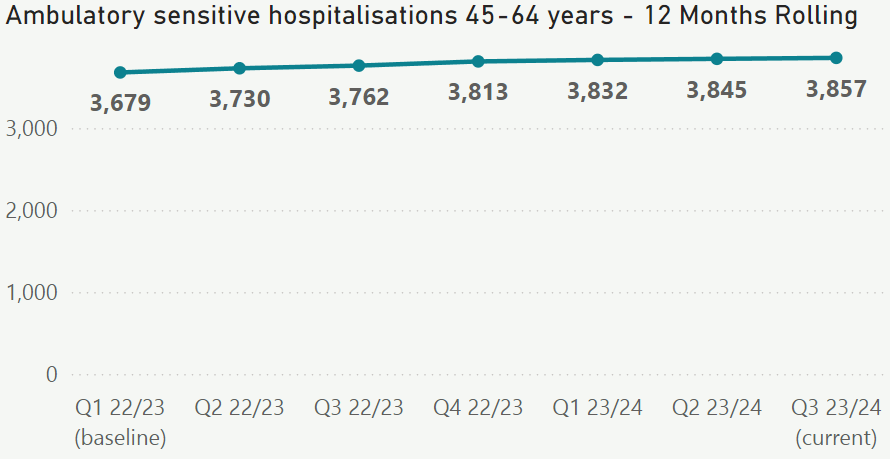 Ambulatory sensitive hospitalisations 45-64 years - 12 Months Rolling
3,679 3,730 3,762 3,813 3,832 3,845 3,857
3,000
2,000
1,000
0
Q1 22/23 Q2 22/23 Q3 22/23 Q4 22/23 Q1 23/24 Q2 23/24 Q3 23/24
(baseline) (current)